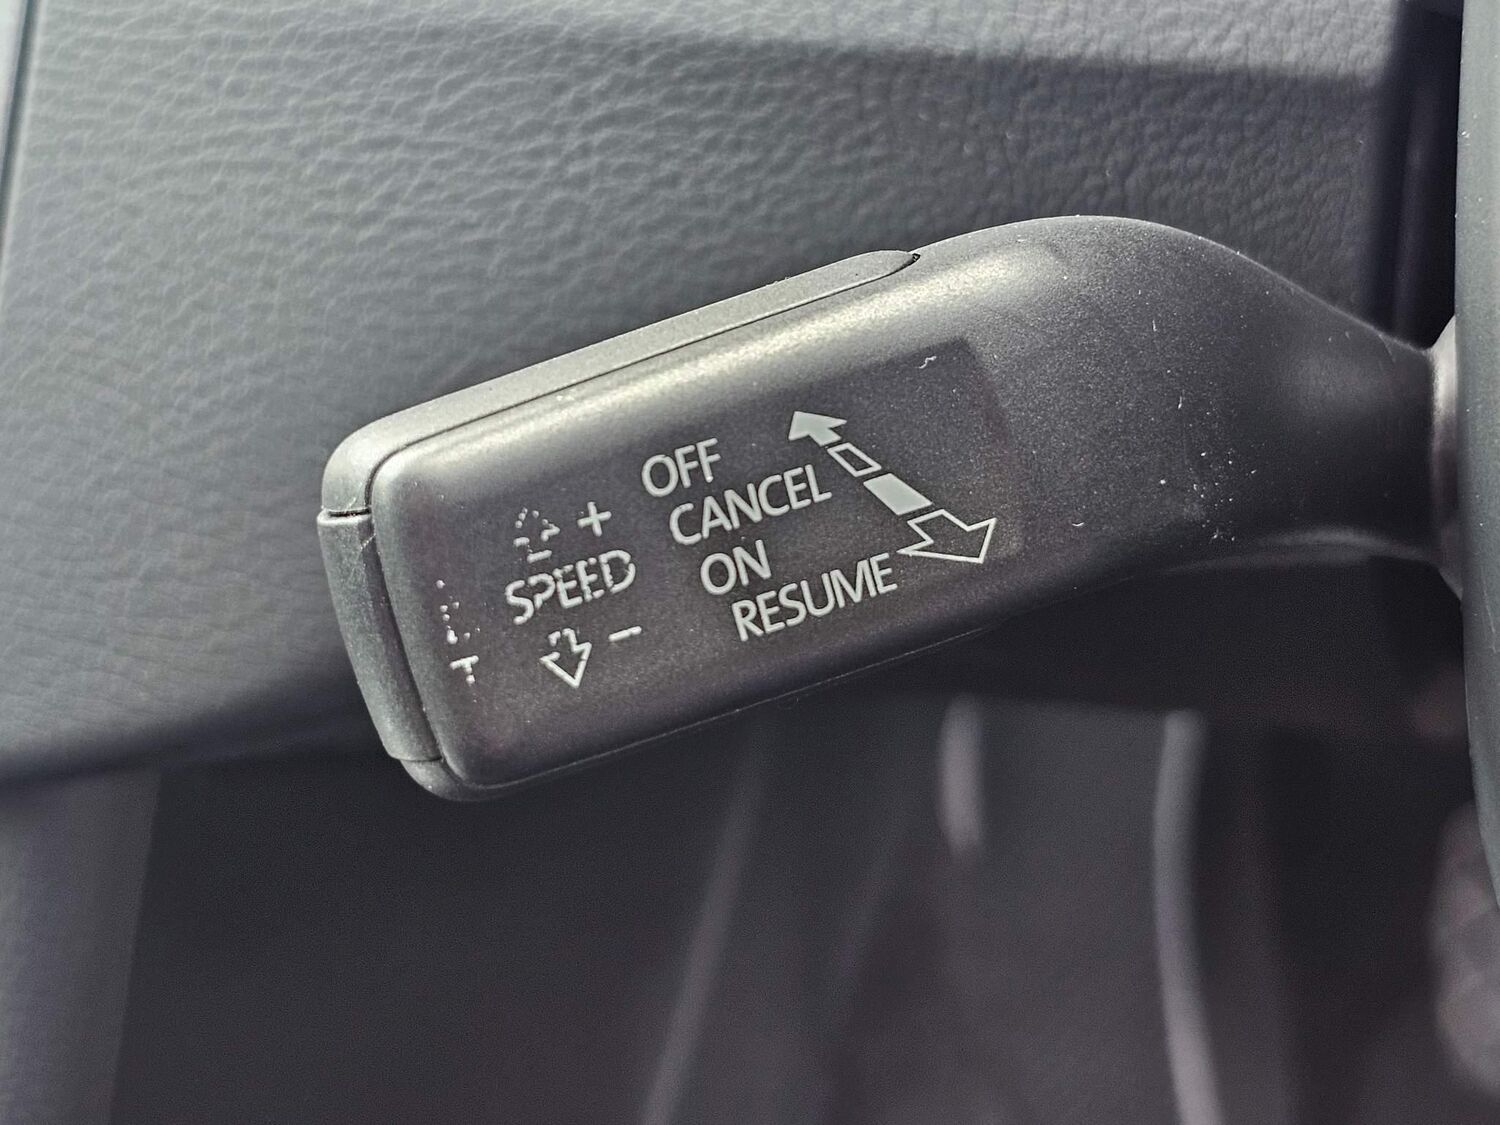 OFF
CANCEL
ON
RESUME
+
SPEED
−